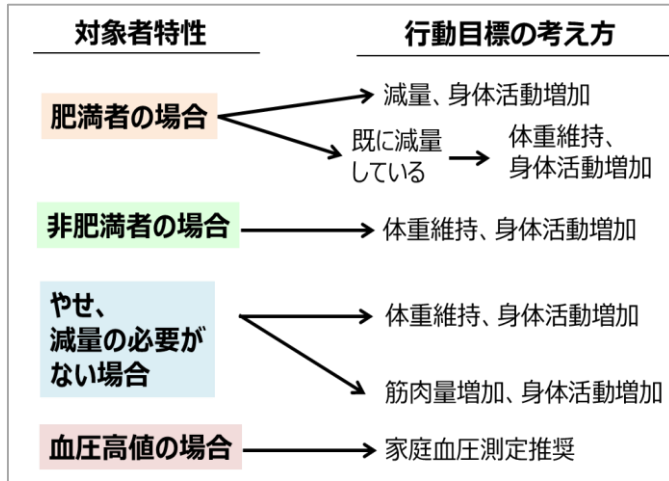 対象者特性
行動目標の考え方
肥満者の場合
減量、身体活動増加
既に減量
している
体重維持、
身体活動増加
非肥満者の場合
体重維持、身体活動増加
やせ、
減量の必要が
ない場合
体重維持、身体活動増加
筋肉量増加、身体活動増加
血圧高値の場合
家庭血圧測定推奨